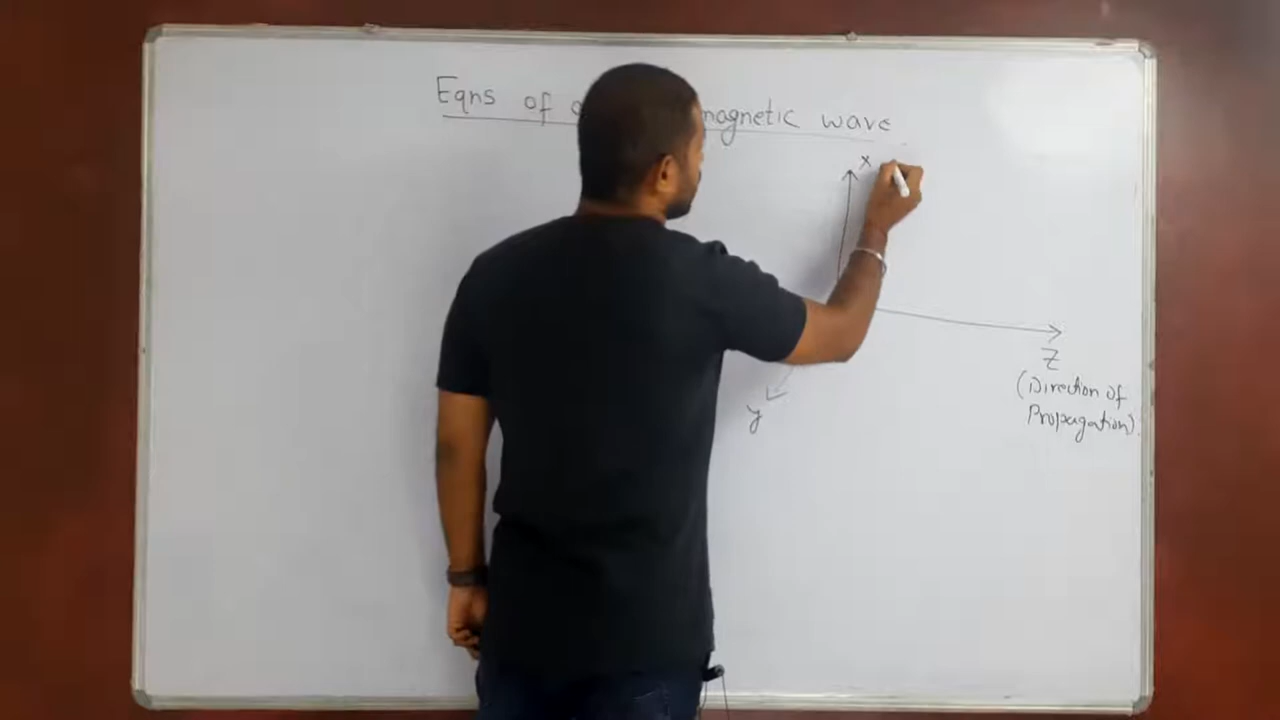 Eqns of magnetic wave
x
Z
(Direction of
Propagation).
y